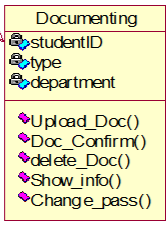 Documenting
studentID
type
department
Upload_Doc()
Doc_Confirm()
delete_Doc()
Show_info()
Change_pass()